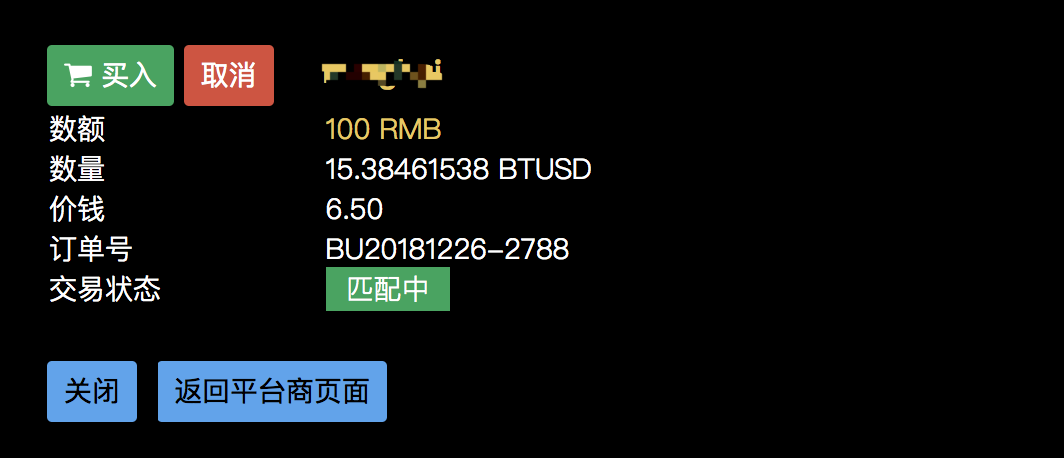 买入 取消
数额 100 RMB
数量 15.38461538 BTUSD
价钱 6.50
订单号 BU20181226-2788
交易状态 匹配中
关闭 返回平台商页面